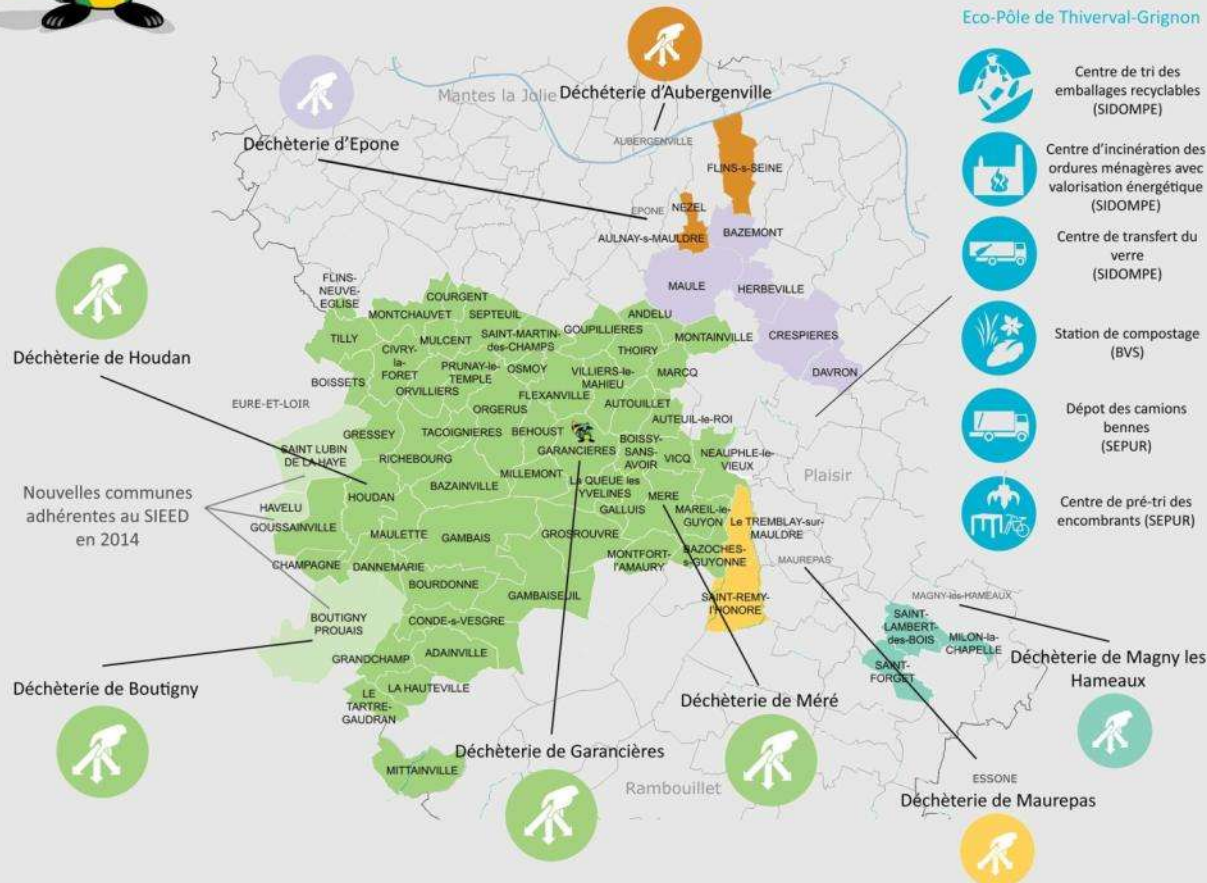 Eco-Pôle de Thiverval-Grignon
Centre de tri des
emballages recyclables
(SIDOMPE)
Centre d'incinération des
ordures ménagères avec
valorisation énergétique
(SIDOMPE)
Centre de transfert du
verre
(SIDOMPE)
Station de compostage
(BVS)
Dépot des camions
bennes
(SEPUR)
Centre de pré-tri des
encombrants (SEPUR)
Mantes la Jolie
Déchéterie d'Aubergenville
Déchèterie d'Epone
AUBERGENVILLE
FLINS-s-SEINE
EPONE
NEZEL
AULNAY-s-MAULDRE
BAZEMONT
MAULE
HERBEVILLE
CRESPIERES
DAVRON
FLINS-
NEUVE-
EGLISE
COURGENT
MONTCHAUVET
SEPTEUIL
ANDELU
TILLY
MULCENT
SAINT-MARTIN-
des-CHAMPS
GOUPILLIERES
MONTAINVILLE
CIVRY-
la-
FORET
THOIRY
PRUNAY-le-
TEMPLE
OSMOY
VILLIERS-le-
MAHIEU
MARCQ
BOISSETS
ORVILLIERS
FLEXANVILLE
AUTOUILLET
ORGERUS
AUTEUIL-le-ROI
Déchèterie de Houdan
EURE-ET-LOIR
GRESSEY
TACOIGNIERES
BEHOUST
GARANCIERES
BOISSY-
SANS-
AVOIR
VICQ
NEAUPHLE-le-
VIEUX
SAINT LUBIN
DE LA HAYE
RICHEBOURG
MILLEMONT
BAZAINVILLE
La QUEUE les
YVELINES
Plaisir
Nouvelles communes
adhérentes au SIEED
en 2014
HOUDAN
MERE
GALLUIS
MAREIL-le-
GUYON
Le TREMBLAY-sur-
MAULDRE
HAVELU
GOUSSAINVILLE
MAULETTE
GAMBAIS
GROSROUVRE
MONTFORT-
l'AMAURY
BAZOCHES-
s-GUYONNE
MAUREPAS
CHAMPAGNE
DANNEMARIE
BOURDONNE
GAMBAISEUIL
SAINT-REMY-
l'HONORE
MAGNY-les-HAMEAUX
BOUTIGNY
PROUAIS
CONDE-s-VESGRE
SAINT-
LAMBERT-
des-BOIS
MILON-la-
CHAPELLE
SAINT-
FORGET
GRANDCHAMP
ADAINVILLE
Déchèterie de Magny les
Hameaux
Déchèterie de Boutigny
LA HAUTEVILLE
LE
TARTRE-
GAUDRAN
Déchèterie de Méré
Déchèterie de Garancières
MITTAINVILLE
Rambouillet
ESSONE
Déchèterie de Maurepas